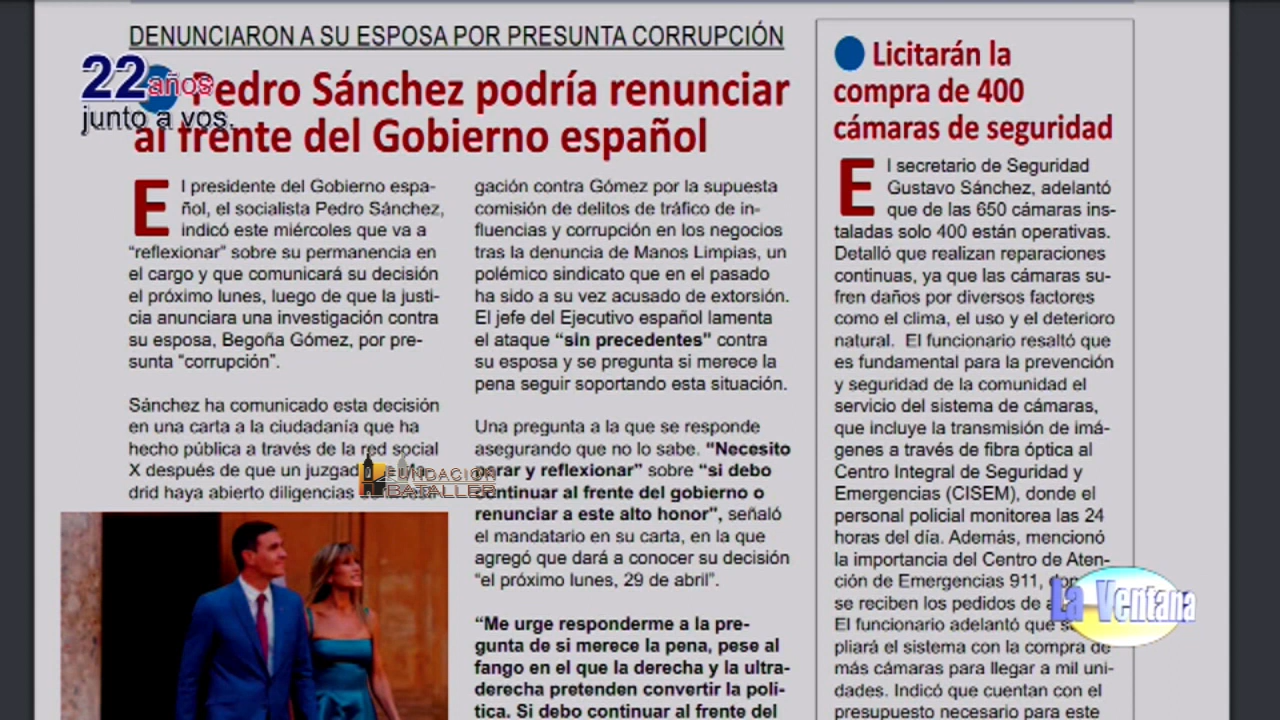 DENUNCIARON A SU ESPOSA POR PRESUNTA CORRUPCIÓN
22 años
junto a vos.
Pedro Sánchez podría renunciar
al frente del Gobierno español
El presidente del Gobierno espa-
ñol, el socialista Pedro Sánchez,
indicó este miércoles que va a
“reflexionar” sobre su permanencia en
el cargo y que comunicará su decisión
el próximo lunes, luego de que la justi-
cia anunciara una investigación contra
su esposa, Begoña Gómez, por pre-
sunta “corrupción”.
Sánchez ha comunicado esta decisión
en una carta a la ciudadanía que ha
hecho pública a través de la red social
X después de que un juzgad
drid haya abierto diligencias
FUNDACION
BATALLER
gación contra Gómez por la supuesta
comisión de delitos de tráfico de in-
fluencias y corrupción en los negocios
tras la denuncia de Manos Limpias, un
polémico sindicato que en el pasado
ha sido a su vez acusado de extorsión.
El jefe del Ejecutivo español lamenta
el ataque “sin precedentes" contra
su esposa y se pregunta si merece la
pena seguir soportando esta situación.
Una pregunta a la que se responde
asegurando que no lo sabe. “Necesito
parar y reflexionar” sobre “si debo
continuar al frente del gobierno o
renunciar a este alto honor”, señaló
el mandatario en su carta, en la que
agregó que dará a conocer su decisión
“el próximo lunes, 29 de abril”.
“Me urge responderme a la pre-
gunta de si merece la pena, pese al
fango en el que la derecha y la ultra-
derecha pretenden convertir la polí-
tica. Si debo continuar al frente del
Licitarán la
compra de 400
cámaras de seguridad
El secretario de Seguridad
Gustavo Sánchez, adelantó
que de las 650 cámaras ins-
taladas solo 400 están operativas.
Detalló que realizan reparaciones
continuas, ya que las cámaras su-
fren daños por diversos factores
como el clima, el uso y el deterioro
natural. El funcionario resaltó que
es fundamental para la prevención
y seguridad de la comunidad el
servicio del sistema de cámaras,
que incluye la transmisión de imá-
genes a través de fibra óptica al
Centro Integral de Seguridad y
Emergencias (CISEM), donde el
personal policial monitorea las 24
horas del día. Además, mencionó
la importancia del Centro de Aten-
ción de Emergencias 911,
se reciben los pedidos de
La Ventana
El funcionario adelantó que
pliará el sistema con la compra de
más cámaras para llegar a mil uni-
dades. Indicó que cuentan con el
presupuesto necesario para este